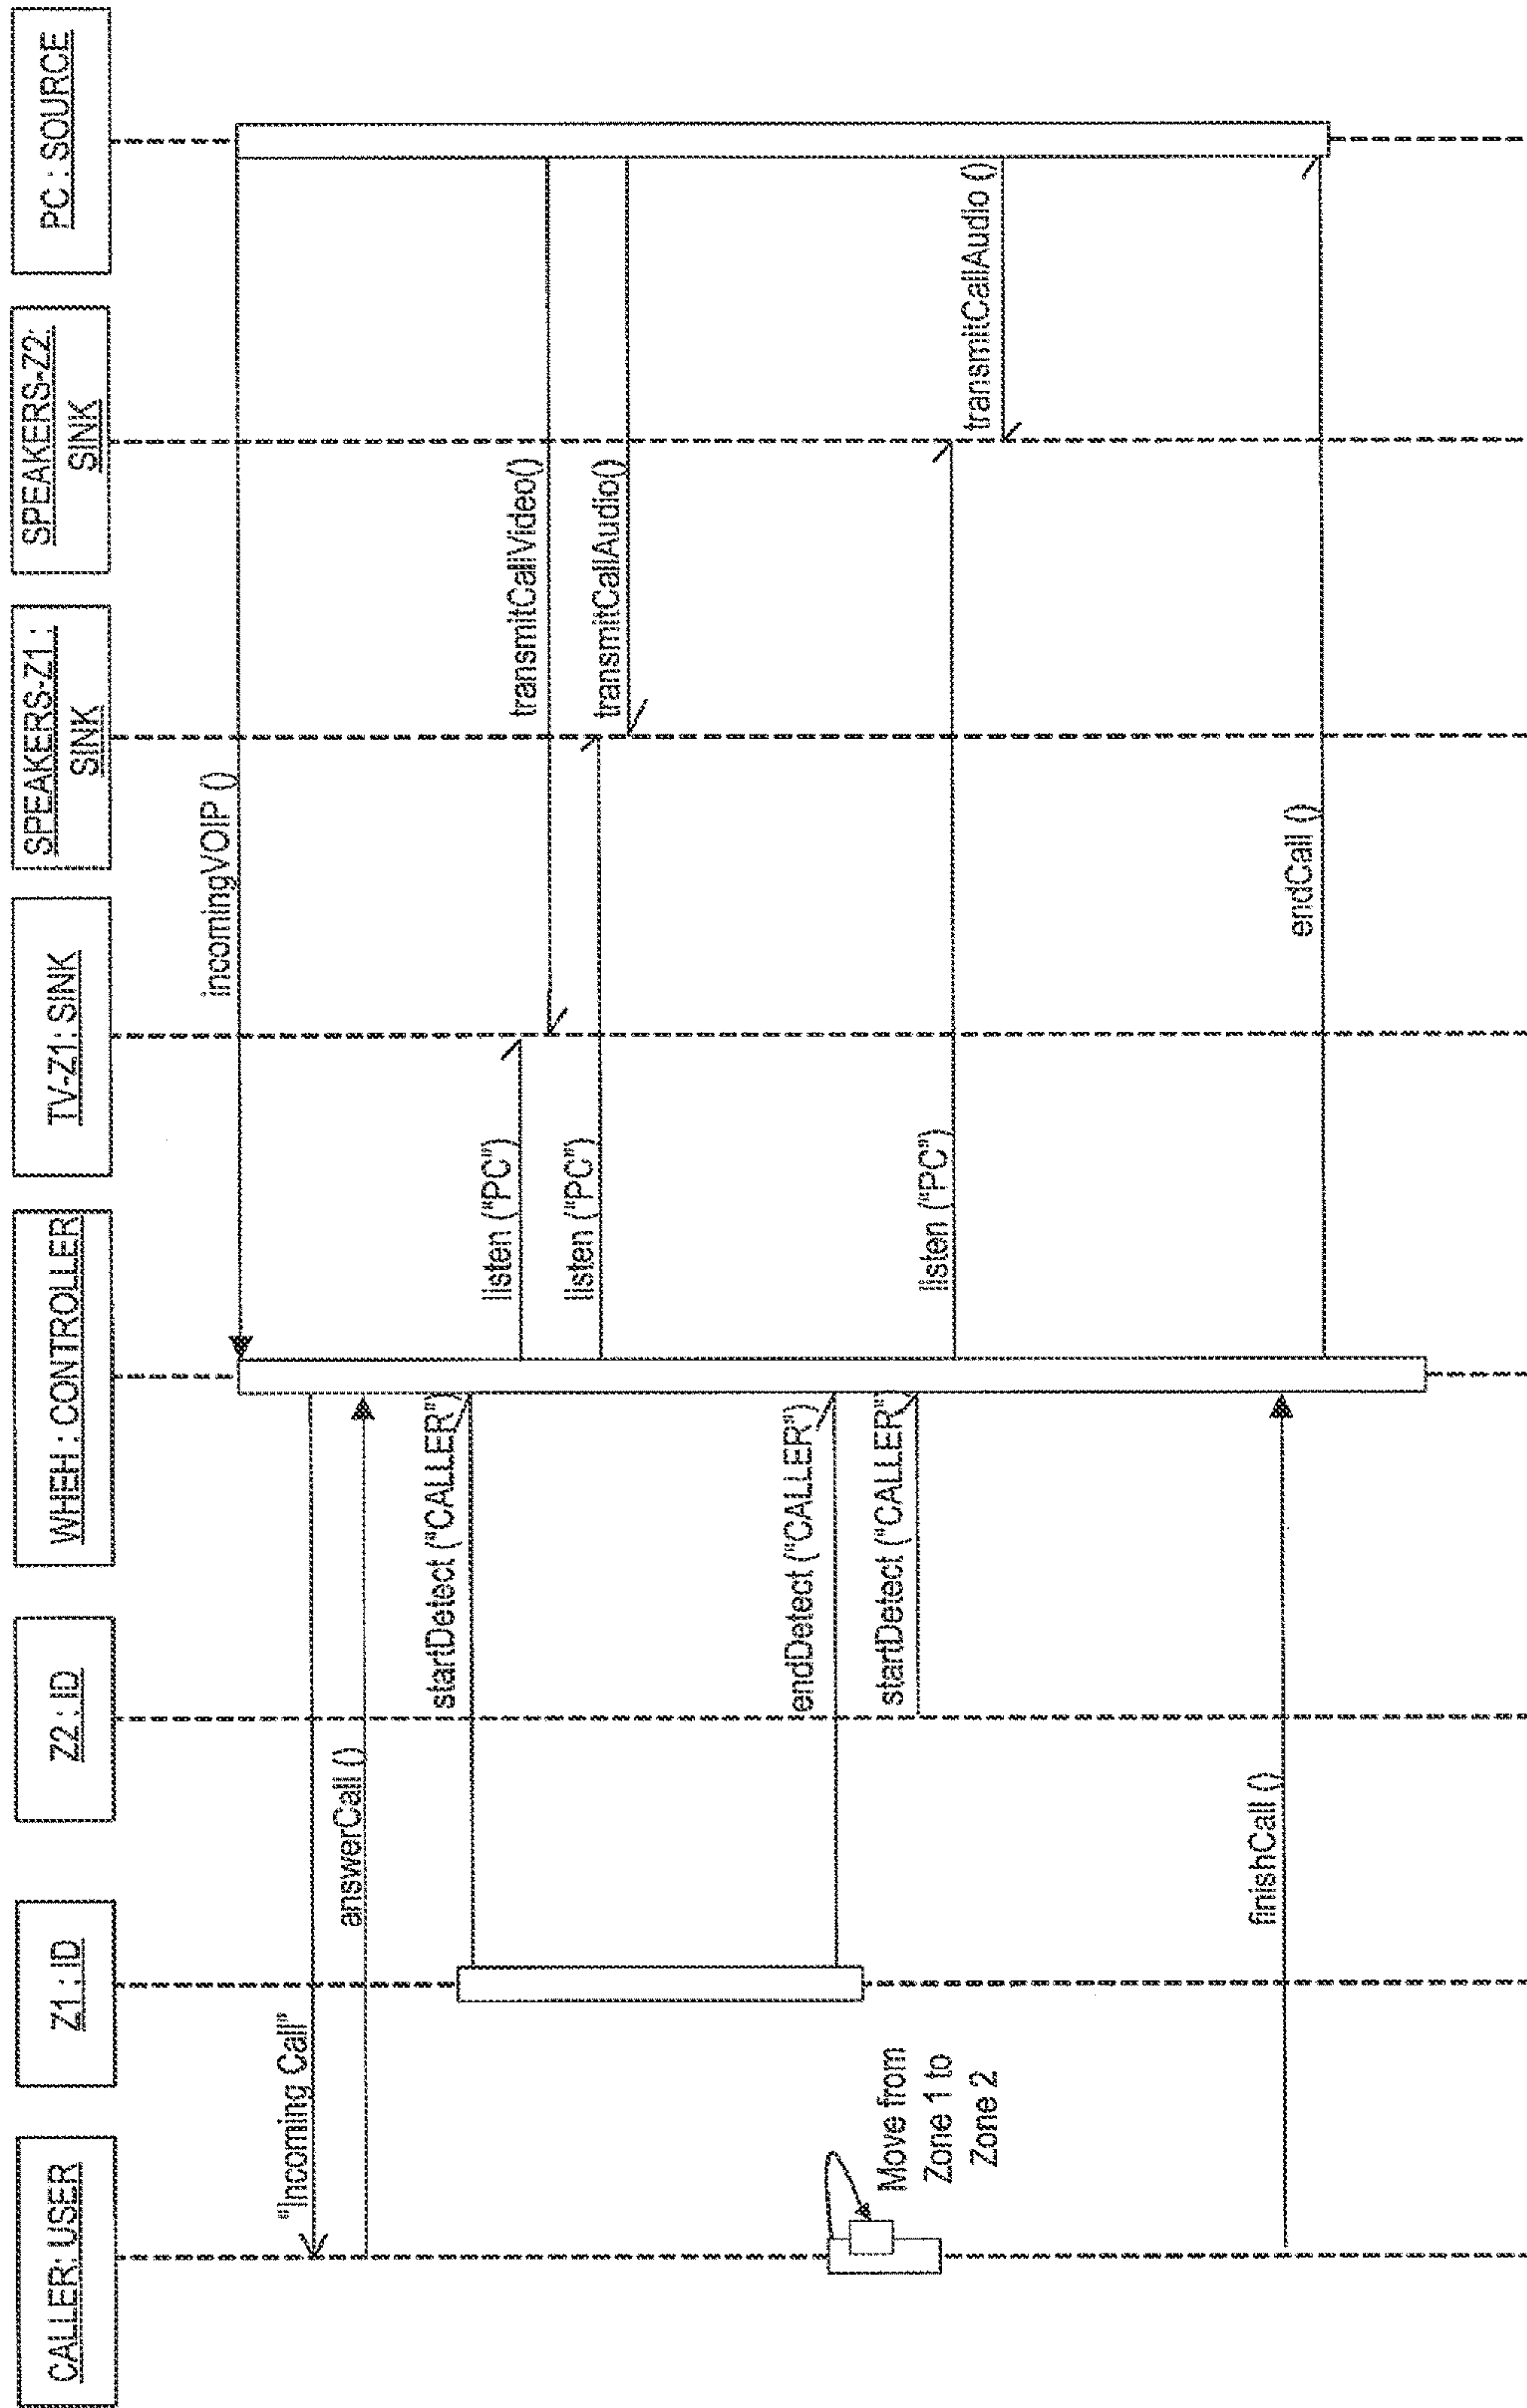 CALLER: USER
Z1 : ID
Z2 : ID
WHEH : CONTROLLER
TV-Z1 : SINK
SPEAKERS-Z1 :
SINK
SPEAKERS-Z2:
SINK
PC : SOURCE
incomingVOIP ()
"Incoming Call"
answerCall ()
startDetect ("CALLER")
listen ("PC")
transmitCallVideo()
listen ("PC")
transmitCallAudio()
endDetect ("CALLER")
Move from
Zone 1 to
Zone 2
startDetect ("CALLER")
listen ("PC")
transmitCallAudio ()
finishCall ()
endCall ()